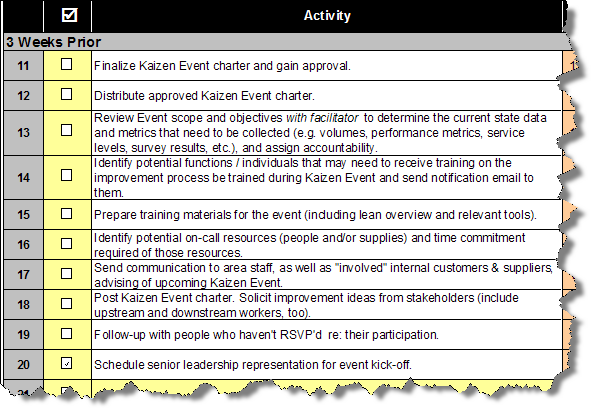 Activity
3 Weeks Prior
11 Finalize Kaizen Event charter and gain approval.
12 Distribute approved Kaizen Event charter.
Review Event scope and objectives with facilitator to determine the current state data
13 and metrics that need to be collected (e.g. volumes, performance metrics, service
levels, survey results, etc.), and assign accountability.
Identify potential functions / individuals that may need to receive training on the
14 improvement process be trained during Kaizen Event and send notification email to
them.
15 Prepare training materials for the event (including lean overview and relevant tools).
16 Identify potential on-call resources (people and/or supplies) and time commitment
required of those resources.
17 Send communication to area staff, as well as "involved" internal customers & suppliers,
advising of upcoming Kaizen Event.
18 Post Kaizen Event charter. Solicit improvement ideas from stakeholders (include
upstream and downstream workers, too).
19 Follow-up with people who haven't RSVP'd re: their participation.
20 Schedule senior leadership representation for event kick-off.